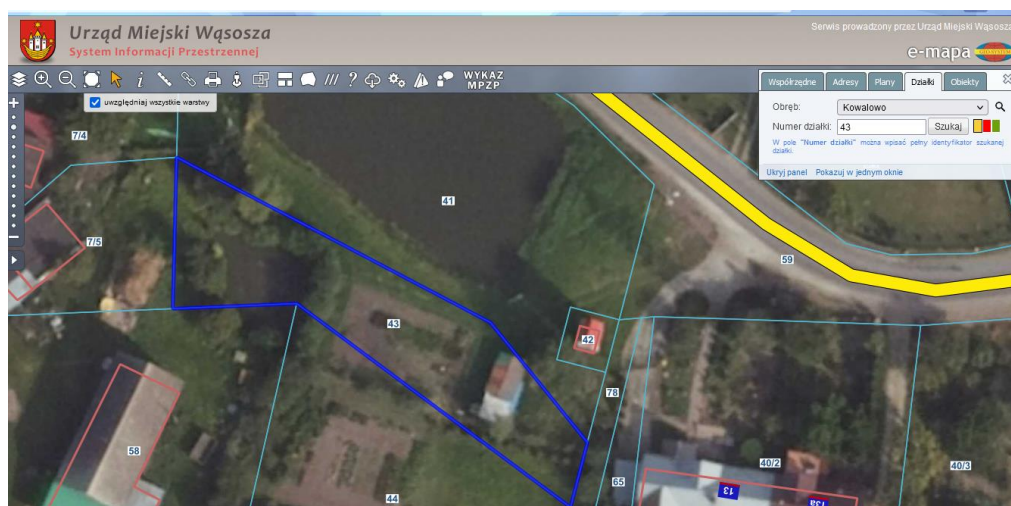 Urząd Miejski Wąsosza
System Informacji Przestrzennej
Serwis prowadzony przez Urząd Miejski Wąsosza
e-mapa
WYKAZ
MPZP
uwzględniaj wszystkie warstwy
Współrzędne Adresy Plany Działki Obiekty
Obręb: Kowalowo
Numer działki: 43 Szukaj
W pole "Numer działki" można wpisać pełny identyfikator szukanej
działki.
Ukryj panel Pokazuj w jednym oknie
7/4
41
7/5
59
43
42
78
58
40/2
40/3
65
13
13a
44